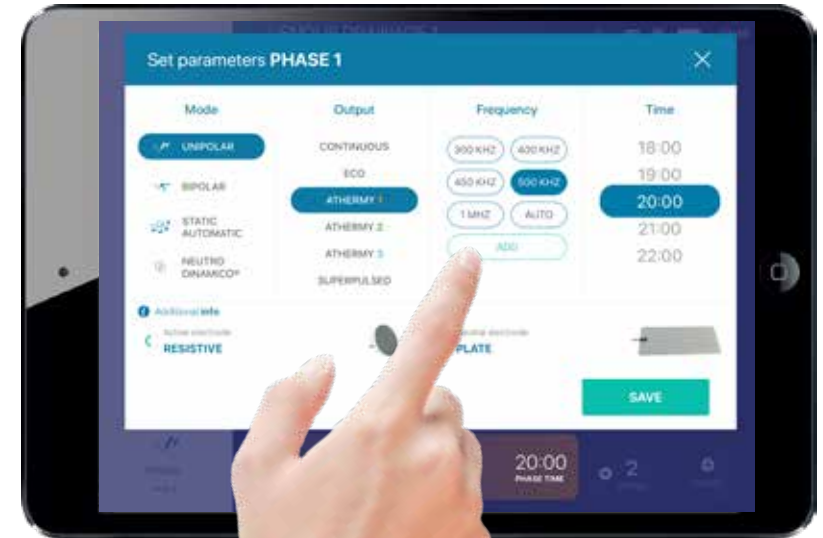 Set parameters PHASE 1
Mode
Output
Frequency
Time
UNIPOLAR
BIPOLAR
STATIC
AUTOMATIC
NEUTRO
DINAMICO®
CONTINUOUS
ECO
ATHERMY 1
ATHERMY 2
ATHERMY 3
SUPERPULSED
300 KHZ
400 KHZ
450 KHZ
500 KHZ
1 MHZ
AUTO
ADD
18:00
19:00
20:00
21:00
22:00
Additional info
Active electrode
RESISTIVE
electrode
PLATE
SAVE
20:00
PHASE TIME
2